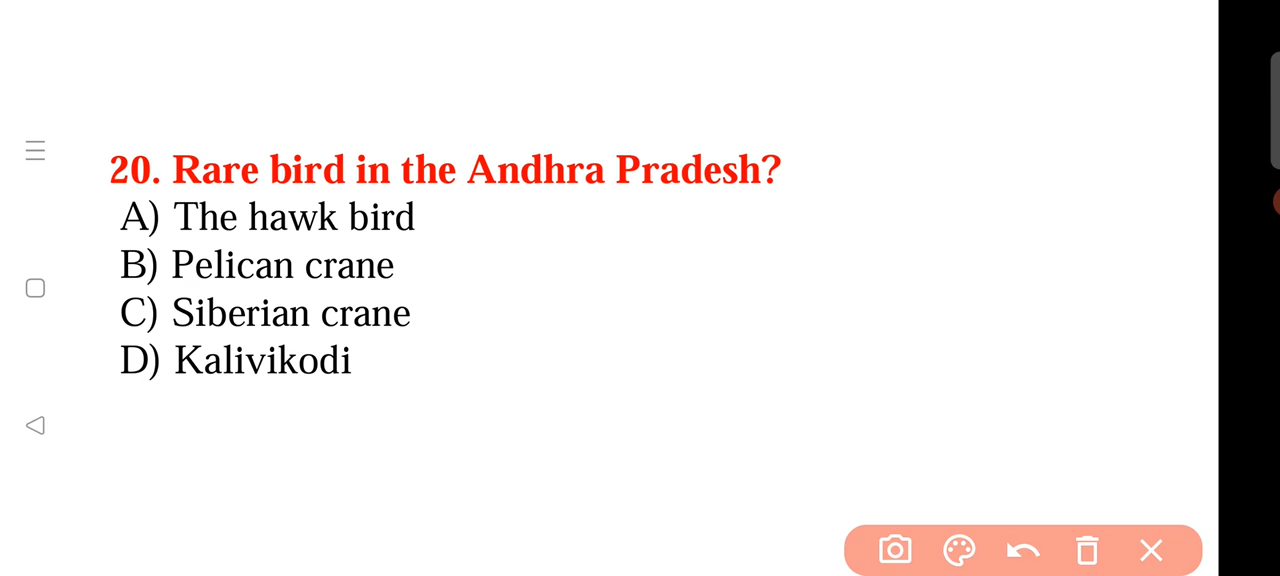 20. Rare bird in the Andhra Pradesh?
A) The hawk bird
B) Pelican crane
C) Siberian crane
D) Kalivikodi